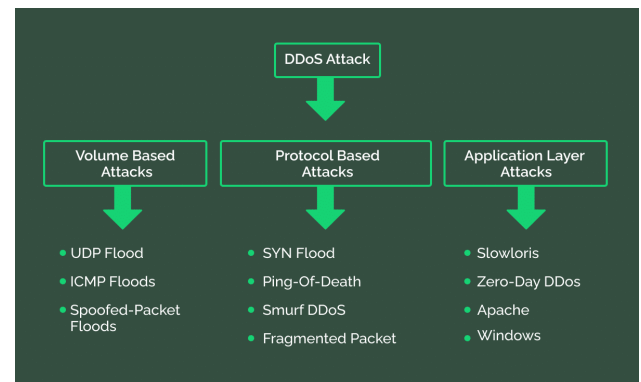 DDoS Attack
Volume Based
Attacks
Protocol Based
Attacks
Application Layer
Attacks
UDP Flood
ICMP Floods
Spoofed-Packet
Floods
SYN Flood
Ping-Of-Death
Smurf DDoS
Fragmented Packet
Slowloris
Zero-Day DDos
Apache
Windows